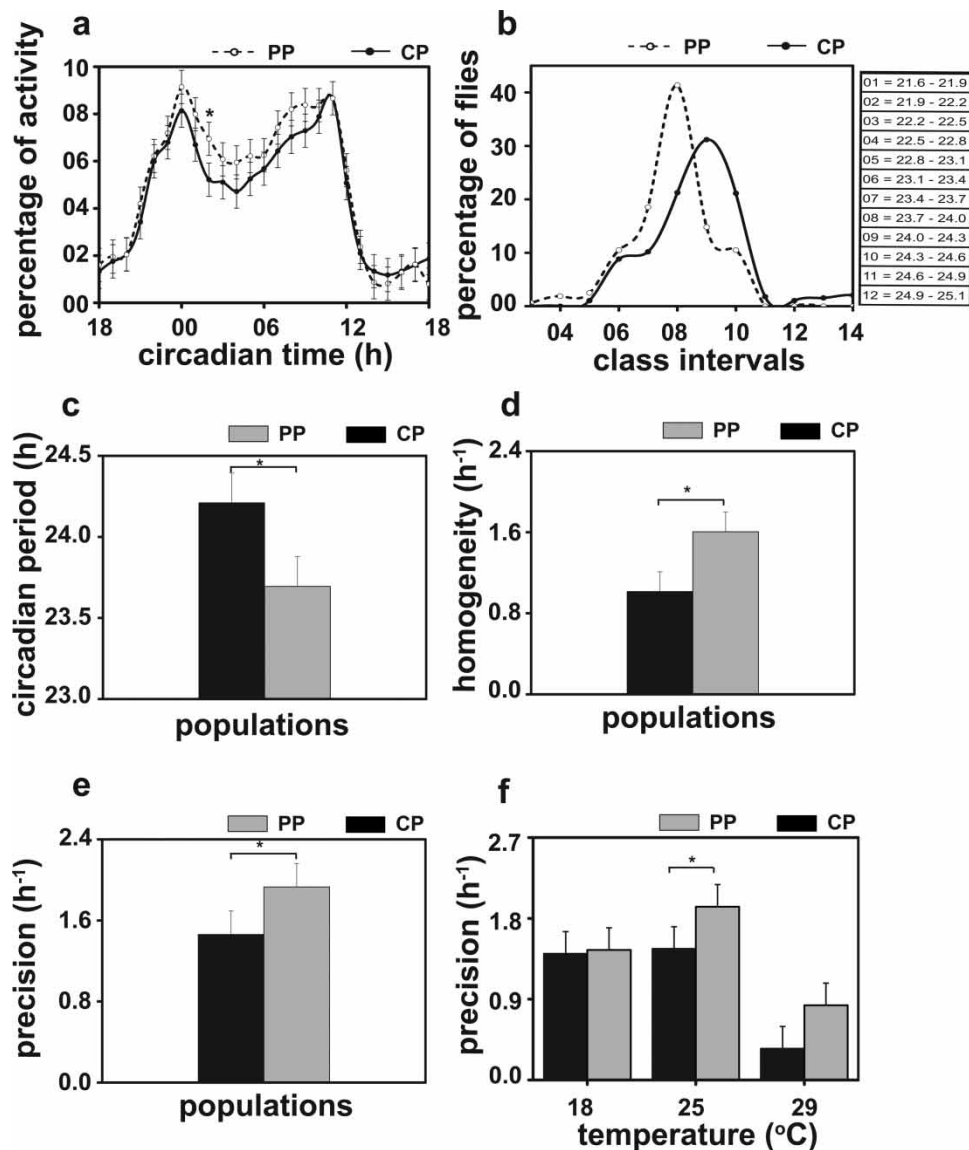 a
PP CP
percentage of activity
10
08
06
04
02
00
*
18 00 06 12 18
circadian time (h)
b
PP CP
percentage of flies
40
30
20
10
00
04 06 08 10 12 14
class intervals
01 = 21.6 - 21.9
02 = 21.9 - 22.2
03 = 22.2 - 22.5
04 = 22.5 - 22.8
05 = 22.8 - 23.1
06 = 23.1 - 23.4
07 = 23.4 - 23.7
08 = 23.7 - 24.0
09 = 24.0 - 24.3
10 = 24.3 - 24.6
11 = 24.6 - 24.9
12 = 24.9 - 25.1
c
PP CP
circadian period (h)
24.5
24.0
23.5
23.0
*
populations
d
PP CP
homogeneity (h⁻¹)
2.4
1.6
0.8
0.0
*
populations
e
PP CP
precision (h⁻¹)
2.4
1.6
0.8
0.0
*
populations
f
PP CP
precision (h⁻¹)
2.7
1.8
0.9
0.0
*
18 25 29
temperature (°C)